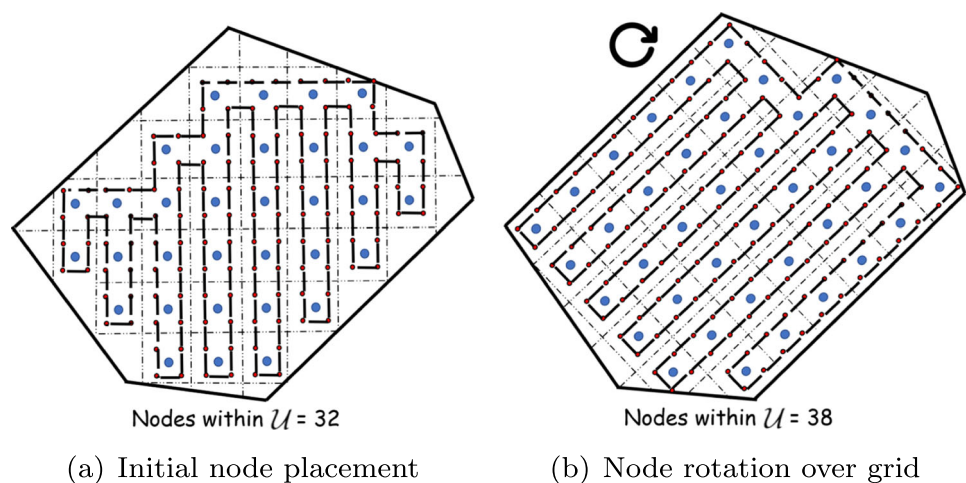 Nodes within 𝒰 = 32
Nodes within 𝒰 = 38
(a) Initial node placement
(b) Node rotation over grid